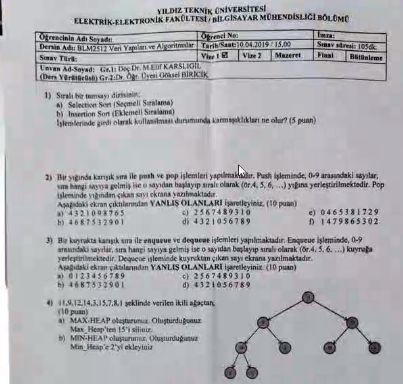 YILDIZ TEKNİK ÜNİVERSİTESİ
ELEKTRİK-ELEKTRONİK FAKÜLTESİ / BİLGİSAYAR MÜHENDİSLİĞİ BÖLÜMÜ
Öğrencinin Adı Soyadı: Öğrenci No: İmza:
Dersin Adı: BLM2512 Veri Yapıları ve Algoritmalar Tarih/Saat:10.04.2019 / 15.00 Sınav süresi: 105dk.
Sınav Türü: Vize 1 ☑ Vize 2 Mazeret Final Bütünleme
Unvan Ad-Soyad: Gr.1: Doç.Dr. M.Elif KARSLIGİL
(Ders Yürütücüsü) Gr.2: Dr. Öğr. Üyesi Göksel BİRİCİK
1) Sıralı bir tamsayı dizisinin;
a) Selection Sort (Seçmeli Sıralama)
b) Insertion Sort (Eklemeli Sıralama)
İşlemlerinde girdi olarak kullanılması durumunda karmaşıklıkları ne olur? (5 puan)
2) Bir yığında karışık sıra ile push ve pop işlemleri yapılmaktadır. Push işleminde, 0-9 arasındaki sayılar,
sıra hangi sayıya gelmiş ise o sayıdan başlayıp sıralı olarak (ör.4, 5, 6, ...) yığına yerleştirilmektedir. Pop
işleminde yığından çıkan sayı ekrana yazılmaktadır.
Aşağıdaki ekran çıktılarından YANLIŞ OLANLARI işaretleyiniz. (10 puan)
a) 4 3 2 1 0 9 8 7 6 5 c) 2 5 6 7 4 8 9 3 1 0 e) 0 4 6 5 3 8 1 7 2 9
b) 4 6 8 7 5 3 2 9 0 1 d) 4 3 2 1 0 5 6 7 8 9 f) 1 4 7 9 8 6 5 3 0 2
3) Bir kuyrukta karışık sıra ile enqueue ve dequeue işlemleri yapılmaktadır. Enqueue işleminde, 0-9
arasındaki sayılar, sıra hangi sayıya gelmiş ise o sayıdan başlayıp sıralı olarak (ör.4, 5, 6, ...) kuyruğa
yerleştirilmektedir. Dequeue işleminde kuyruktan çıkan sayı ekrana yazılmaktadır.
Aşağıdaki ekran çıktılarından YANLIŞ OLANLARI işaretleyiniz. (10 puan)
a) 0 1 2 3 4 5 6 7 8 9 c) 2 5 6 7 4 8 9 3 1 0
b) 4 6 8 7 5 3 2 9 0 1 d) 4 3 2 1 0 5 6 7 8 9
4) 11,9,12,14,3,15,7,8,1 şeklinde verilen ikili ağaçtan,
(10 puan)
a) MAX-HEAP oluşturunuz. Oluşturduğunuz
Max_Heap'ten 15'i siliniz.
b) MIN-HEAP oluşturunuz. Oluşturduğunuz
Min_Heap'e 2'yi ekleyiniz